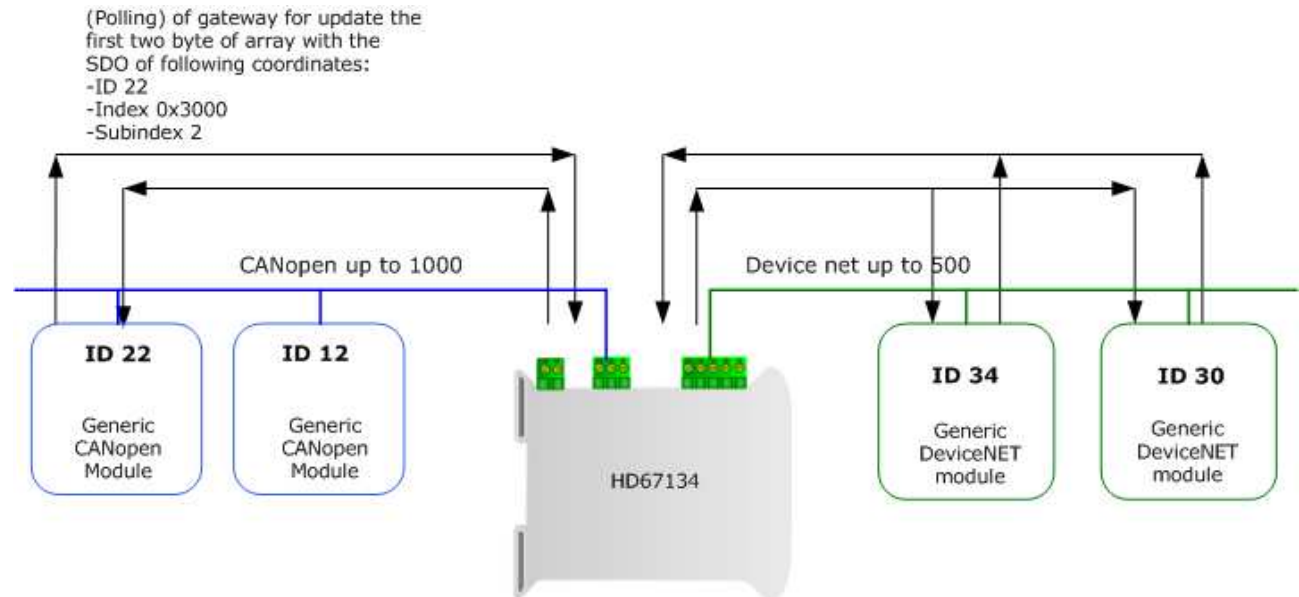 (Polling) of gateway for update the
first two byte of array with the
SDO of following coordinates:
-ID 22
-Index 0x3000
-Subindex 2
CANopen up to 1000
Device net up to 500
ID 22
Generic
CANopen
Module
ID 12
Generic
CANopen
Module
HD67134
ID 34
Generic
DeviceNET
module
ID 30
Generic
DeviceNET
module